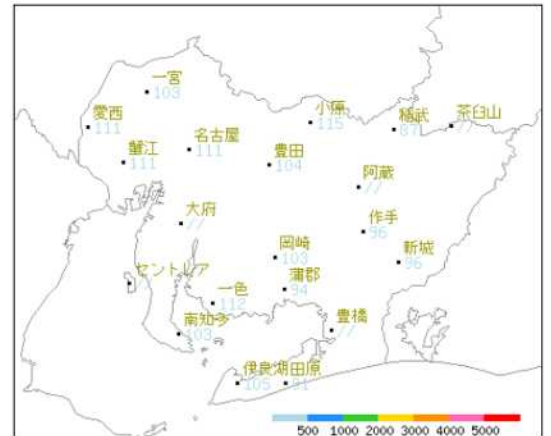 一宮
103
愛西
111
蟹江
111
名古屋
111
小原
115
稲武
87
茶臼山
//
豊田
104
阿蔵
//
大府
//
作手
96
新城
96
岡崎
103
蒲郡
94
セントレア
一色
112
南知多
103
豊橋
//
伊良湖
105
田原
91
500 1000 2000 3000 4000 5000